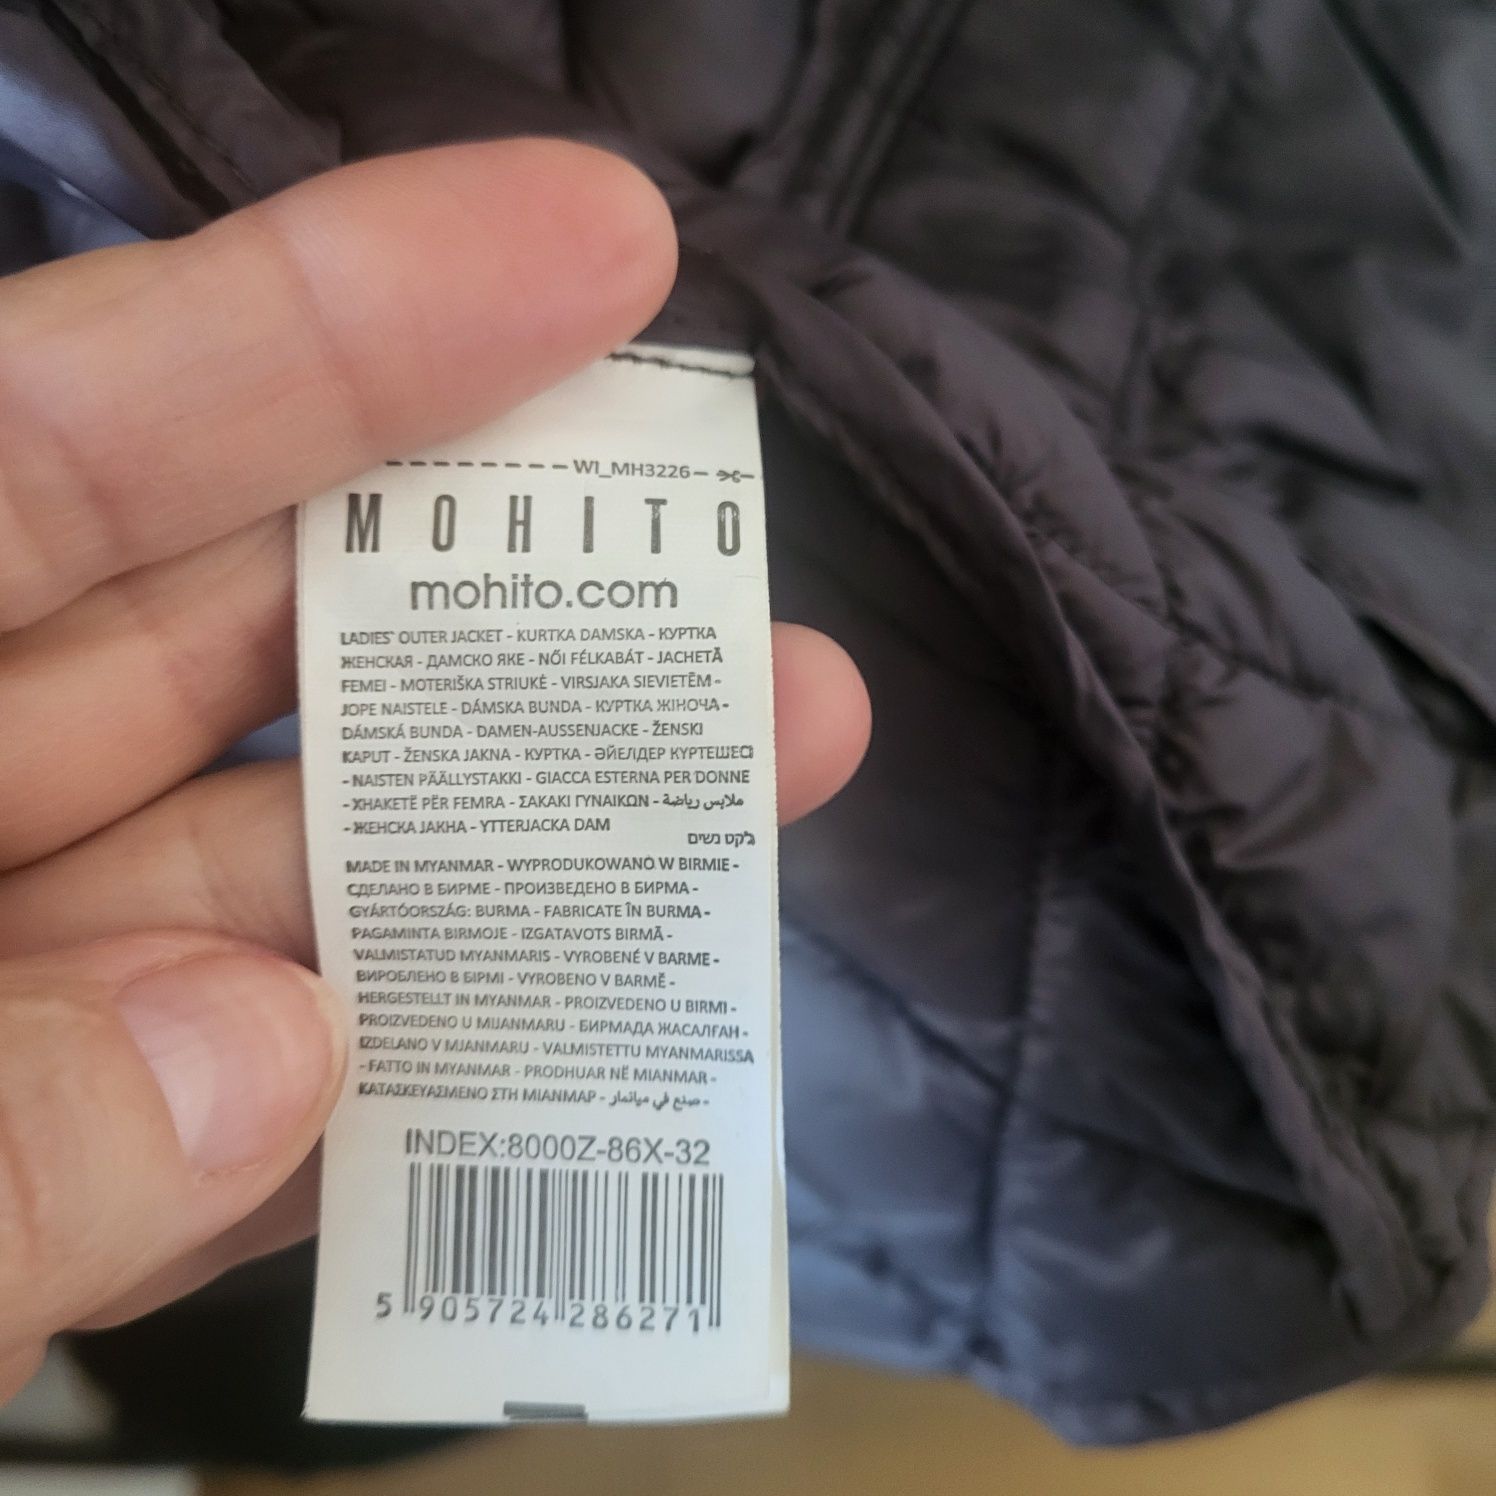 WI_MH3226
MOHITO
mohito.com
LADIES` OUTER JACKET - KURTKA DAMSKA - КУРТКА
ЖЕНСКАЯ - ДАМСКО ЯКЕ - NŐI FÉLKABÁT - JACHETĂ
FEMEI - MOTERIŠKA STRIUKĖ - VIRSJAKA SIEVIETĒM -
JOPE NAISTELE - DÁMSKA BUNDA - КУРТКА ЖІНОЧА -
DÁMSKÁ BUNDA - DAMEN-AUSSENJACKE - ŽENSKI
KAPUT - ŽENSKA JAKNA - КУРТКА - ӘЙЕЛДЕР КҮРТЕШЕСІ
- NAISTEN PÄÄLLYSTAKKI - GIACCA ESTERNA PER DONNE
- XHAKETË PËR FEMRA - ΣΑΚΑΚΙ ΓΥΝΑΙΚΩΝ - ملابس رياضة
- ЖЕНСКА ЈАКНА - YTTERJACKA DAM
ג'קט נשים
MADE IN MYANMAR - WYPRODUKOWANO W BIRMIE -
СДЕЛАНО В БИРМЕ - ПРОИЗВЕДЕНО В БИРМА -
GYÁRTÓORSZÁG: BURMA - FABRICATE ÎN BURMA -
PAGAMINTA BIRMOJE - IZGATAVOTS BIRMĀ -
VALMISTATUD MYANMARIS - VYROBENÉ V BARME -
ВИРОБЛЕНО В БІРМІ - VYROBENO V BARMĚ -
HERGESTELLT IN MYANMAR - PROIZVEDENO U BIRMI -
PROIZVEDENO U MIJANMARU - БИРМАДА ЖАСАЛҒАН -
IZDELANO V MJANMARU - VALMISTETTU MYANMARISSA
- FATTO IN MYANMAR - PRODHUAR NË MIANMAR -
ΚΑΤΑΣΚΕΥΑΣΜΕΝΟ ΣΤΗ ΜΙΑΝΜΑΡ - صنع في ميانمار -
INDEX:8000Z-86X-32
5 905724 286271